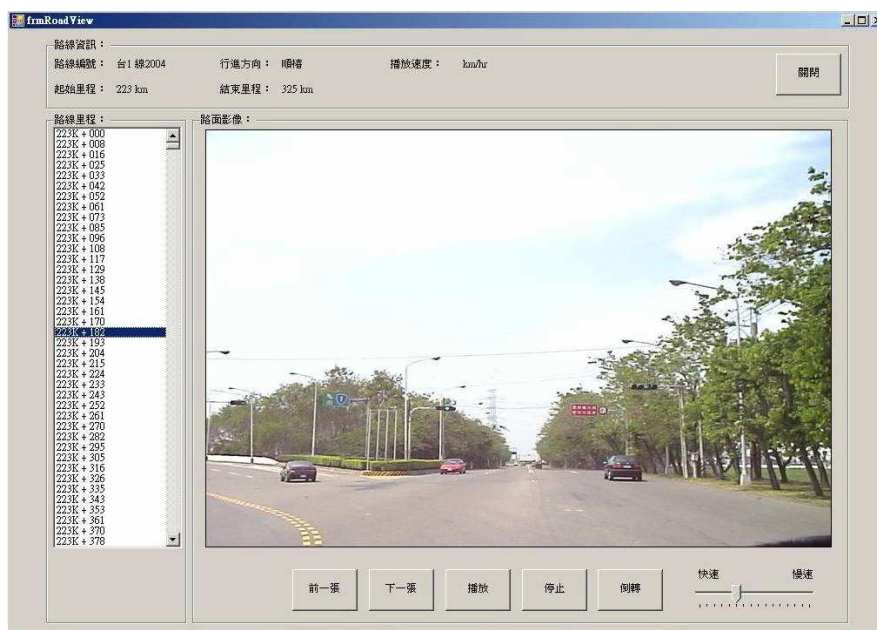 frmRoadView
路線資訊：
路線編號： 台1 線2004 行進方向： 順樁 播放速度： km/hr
關閉
起始里程： 223 km 結束里程： 325 km
路線里程：
223K + 000
223K + 008
223K + 016
223K + 025
223K + 033
223K + 042
223K + 052
223K + 061
223K + 073
223K + 085
223K + 096
223K + 108
223K + 117
223K + 129
223K + 138
223K + 145
223K + 154
223K + 161
223K + 170
223K + 182
223K + 193
223K + 204
223K + 215
223K + 224
223K + 233
223K + 243
223K + 252
223K + 261
223K + 270
223K + 282
223K + 295
223K + 305
223K + 316
223K + 326
223K + 335
223K + 343
223K + 353
223K + 361
223K + 370
223K + 378
路面影像：
前一張 下一張 播放 停止 倒轉
快速 慢速